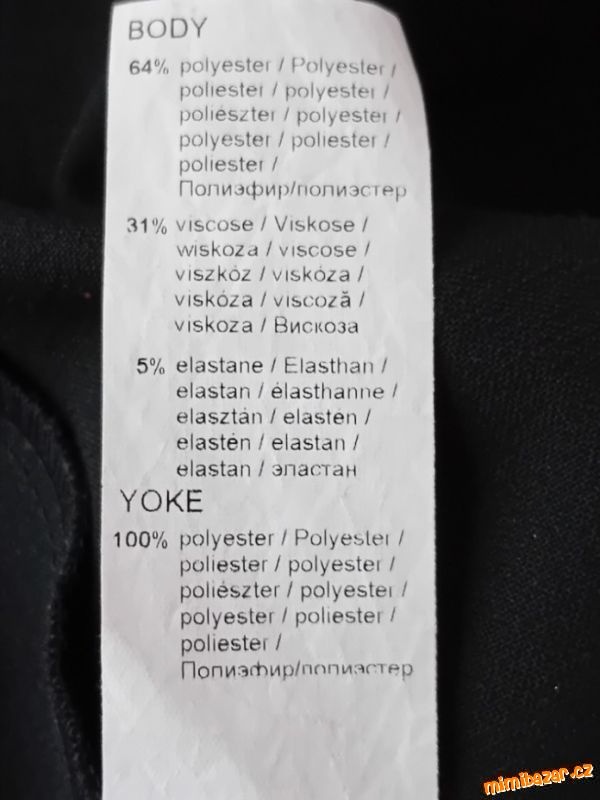 BODY
64% polyester / Polyester /
poliester / polyester /
poliészter / polyester /
polyester / poliester /
poliester /
Полиэфир/полиэстер
31% viscose / Viskose /
wiskoza / viscose /
viszkóz / viskóza /
viskóza / viscoză /
viskoza / Вискоза
5% elastane / Elasthan /
elastan / élasthanne /
elasztán / elastén /
elastén / elastan /
elastan / эластан
YOKE
100% polyester / Polyester /
poliester / polyester /
poliészter / polyester /
polyester / poliester /
poliester /
Полиэфир/полиэстер
mimibazar.cz